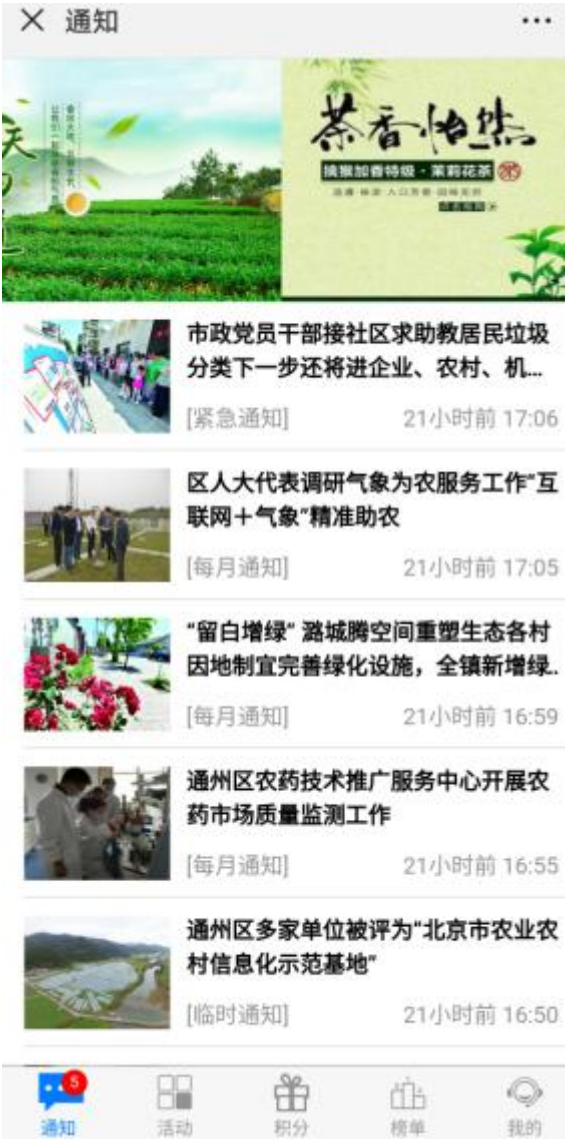 通知
茶香怡然
摘猴加香特级·茉莉花茶
市政党员干部接社区求助教居民垃圾
分类下一步还将进企业、农村、机...
[紧急通知] 21小时前 17:06
区人大代表调研气象为农服务工作"互
联网＋气象"精准助农
[每月通知] 21小时前 17:05
"留白增绿" 潞城腾空间重塑生态各村
因地制宜完善绿化设施，全镇新增绿..
[每月通知] 21小时前 16:59
通州区农药技术推广服务中心开展农
药市场质量监测工作
[每月通知] 21小时前 16:55
通州区多家单位被评为"北京市农业农
村信息化示范基地"
[临时通知] 21小时前 16:50
5
通知 活动 积分 榜单 我的